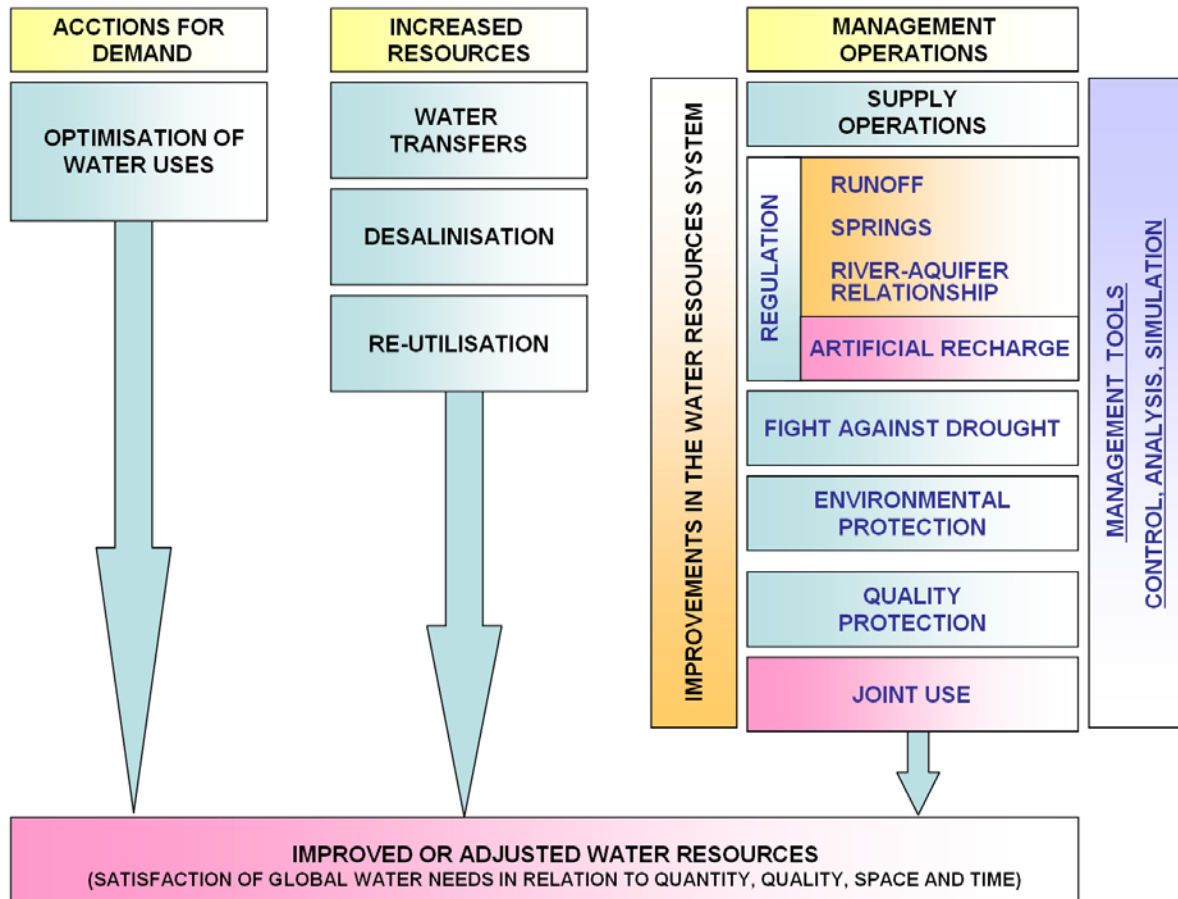 ACCTIONS FOR
DEMAND
OPTIMISATION OF
WATER USES
INCREASED
RESOURCES
WATER
TRANSFERS
DESALINISATION
RE-UTILISATION
MANAGEMENT
OPERATIONS
IMPROVEMENTS IN THE WATER RESOURCES SYSTEM
SUPPLY
OPERATIONS
REGULATION
RUNOFF
SPRINGS
RIVER-AQUIFER
RELATIONSHIP
ARTIFICIAL RECHARGE
FIGHT AGAINST DROUGHT
ENVIRONMENTAL
PROTECTION
QUALITY
PROTECTION
JOINT USE
MANAGEMENT TOOLS
CONTROL, ANALYSIS, SIMULATION
IMPROVED OR ADJUSTED WATER RESOURCES
(SATISFACTION OF GLOBAL WATER NEEDS IN RELATION TO QUANTITY, QUALITY, SPACE AND TIME)